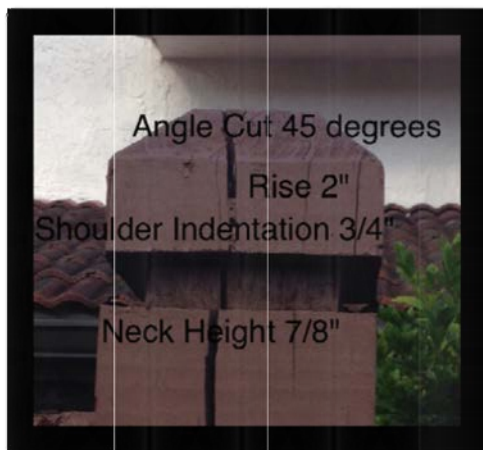 Angle Cut 45 degrees
Rise 2"
Shoulder Indentation 3/4"
Neck Height 7/8"